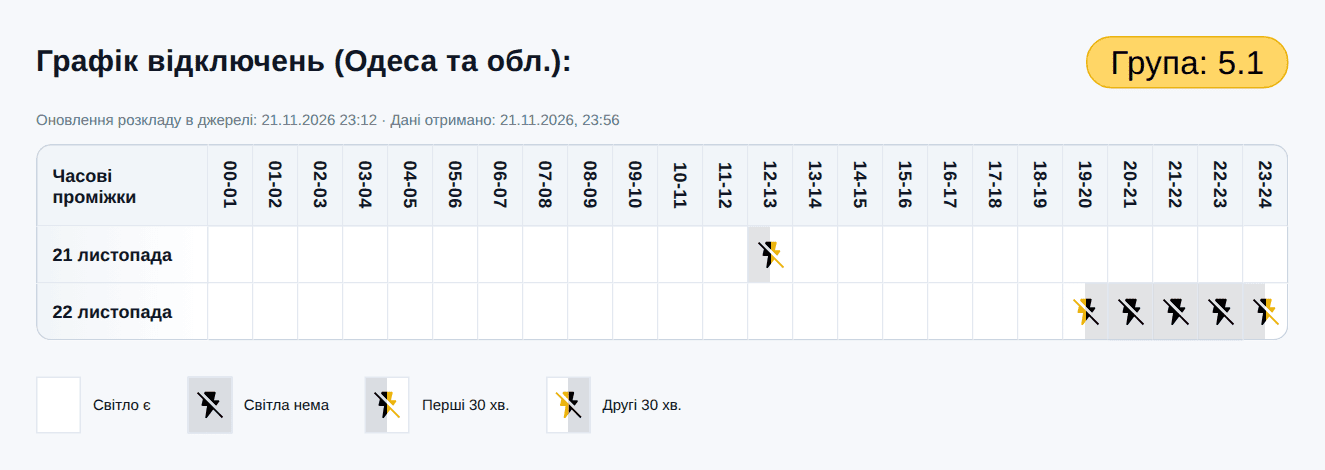 Графік відключень (Одеса та обл.):
Група: 5.1
Оновлення розкладу в джерелі: 21.11.2026 23:12 · Дані отримано: 21.11.2026, 23:56
Часові
проміжки
00-01
01-02
02-03
03-04
04-05
05-06
06-07
07-08
08-09
09-10
10-11
11-12
12-13
13-14
14-15
15-16
16-17
17-18
18-19
19-20
20-21
21-22
22-23
23-24
21 листопада
22 листопада
Світло є
Світла нема
Перші 30 хв.
Другі 30 хв.